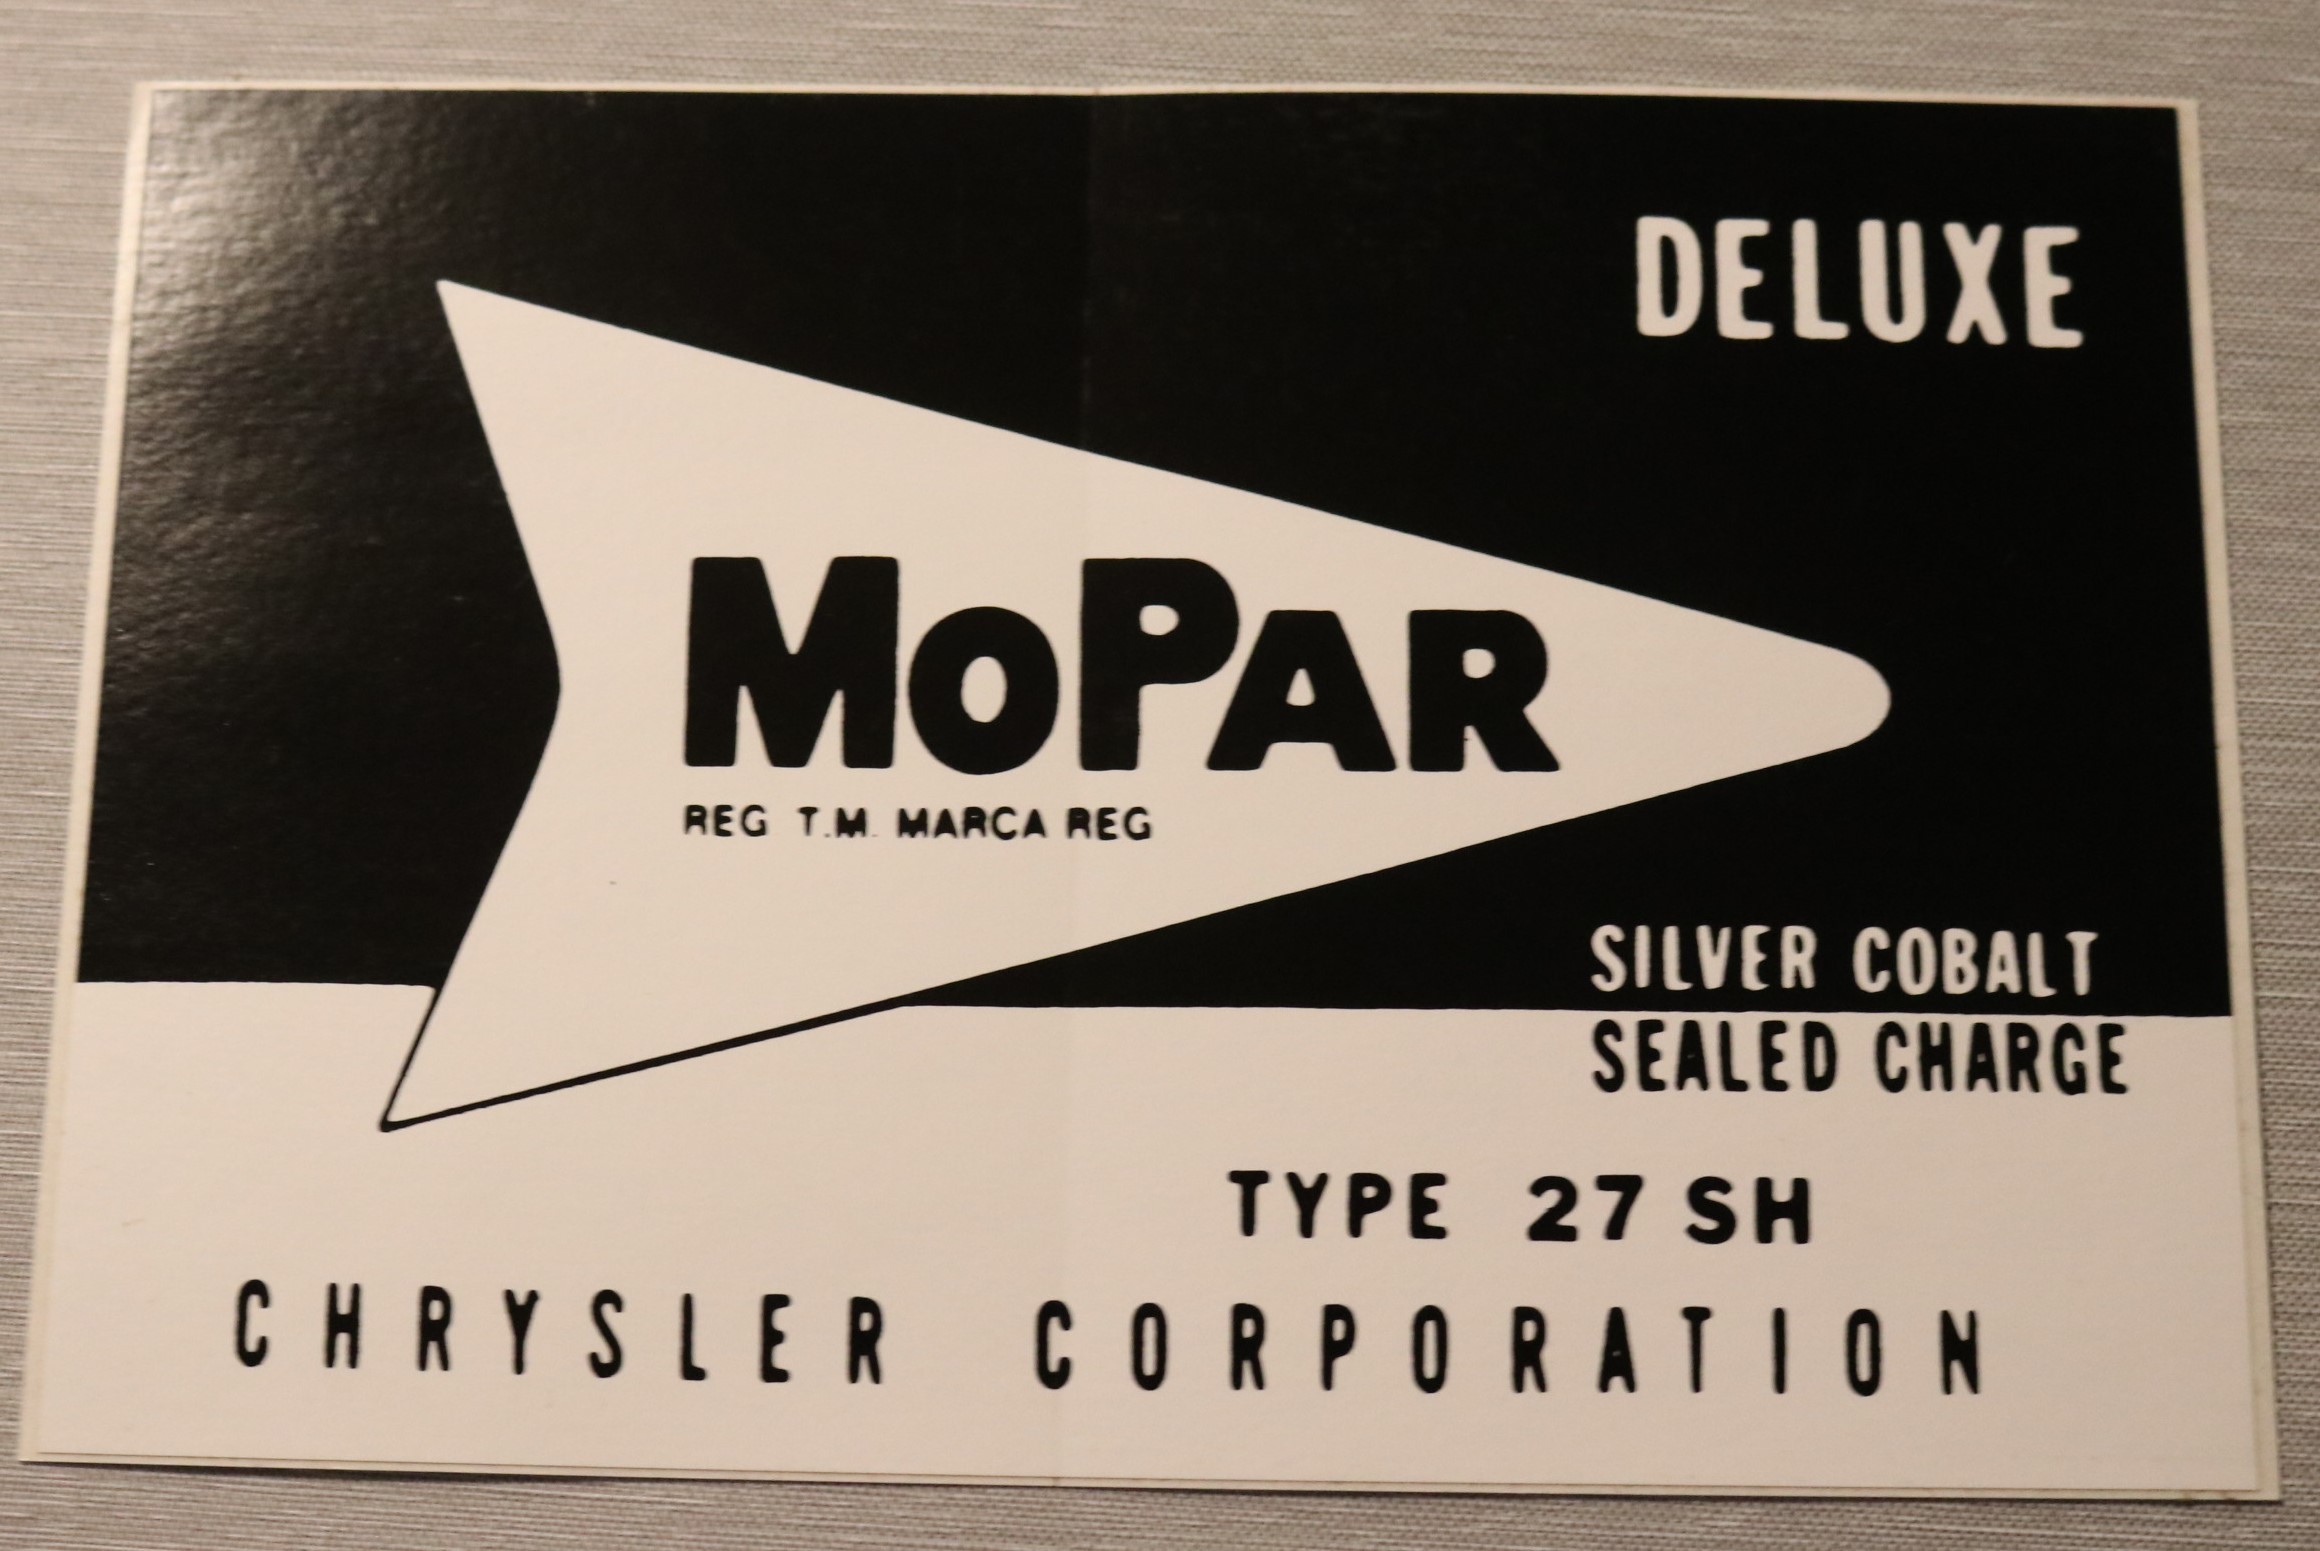 DELUXE
MOPAR
REG T.M. MARCA REG
SILVER COBALT
SEALED CHARGE
TYPE 27 SH
CHRYSLER CORPORATION